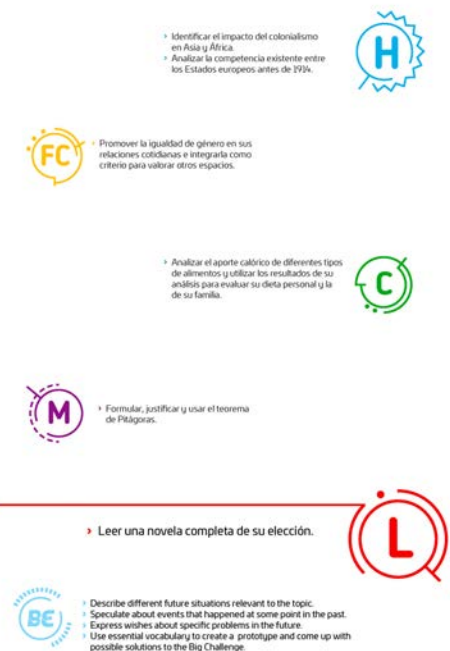 › Identificar el impacto del colonialismo
en Asia y África.
› Analizar la competencia existente entre
los Estados europeos antes de 1914.
H
FC
› Promover la igualdad de género en sus
relaciones cotidianas e integrarla como
criterio para valorar otros espacios.
› Analizar el aporte calórico de diferentes tipos
de alimentos y utilizar los resultados de su
análisis para evaluar su dieta personal y la
de su familia.
C
M
› Formular, justificar y usar el teorema
de Pitágoras.
› Leer una novela completa de su elección.
L
BE
› Describe different future situations relevant to the topic.
› Speculate about events that happened at some point in the past.
› Express wishes about specific problems in the future.
› Use essential vocabulary to create a prototype and come up with
possible solutions to the Big Challenge.